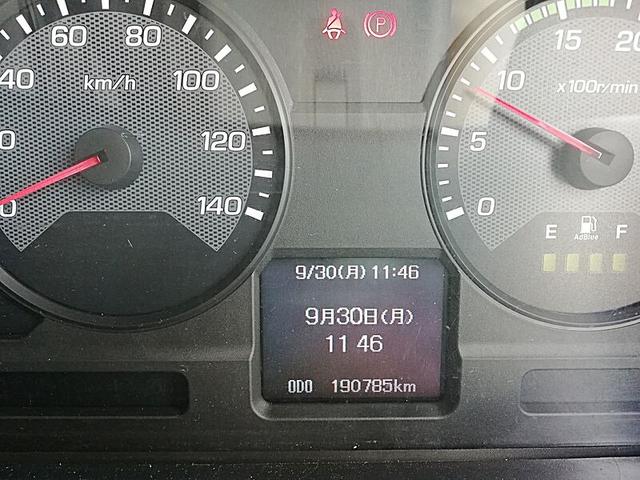 60 80
40 km/h 100
120
0 140
(P)
15 20
10 x100r/min
5
0
E AdBlue F
9/30(月) 11:46
9月30日(月)
11 46
ODO 190785km